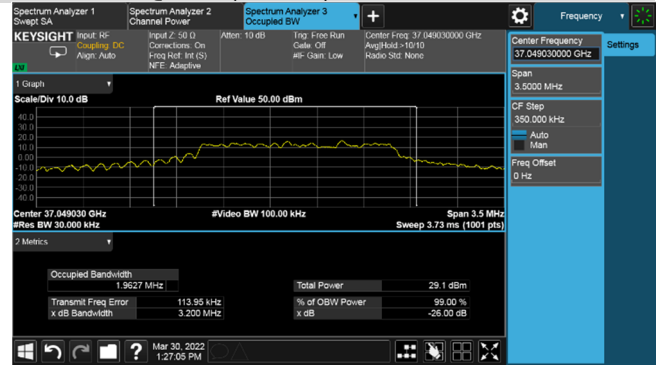 Spectrum Analyzer 1
Swept SA
Spectrum Analyzer 2
Channel Power
Spectrum Analyzer 3
Occupied BW
+
Frequency
KEYSIGHT
Input: RF
Coupling: DC
Align: Auto
Input Z: 50 Ω
Corrections: On
Freq Ref: Int (S)
NFE: Adaptive
Atten: 10 dB
Trig: Free Run
Gate: Off
#IF Gain: Low
Center Freq: 37.049030000 GHz
Avg|Hold:>10/10
Radio Std: None
Center Frequency
37.049030000 GHz
Settings
Span
3.5000 MHz
CF Step
350.000 kHz
Auto
Man
Freq Offset
0 Hz
1 Graph
Scale/Div 10.0 dB
Ref Value 50.00 dBm
40.0
30.0
20.0
10.0
0.00
-10.0
-20.0
-30.0
-40.0
Center 37.049030 GHz
#Video BW 100.00 kHz
Span 3.5 MHz
#Res BW 30.000 kHz
Sweep 3.73 ms (1001 pts)
2 Metrics
Occupied Bandwidth
1.9627 MHz
Total Power
29.1 dBm
Transmit Freq Error
113.95 kHz
% of OBW Power
99.00 %
x dB Bandwidth
3.200 MHz
x dB
-26.00 dB
?
Mar 30, 2022
1:27:05 PM